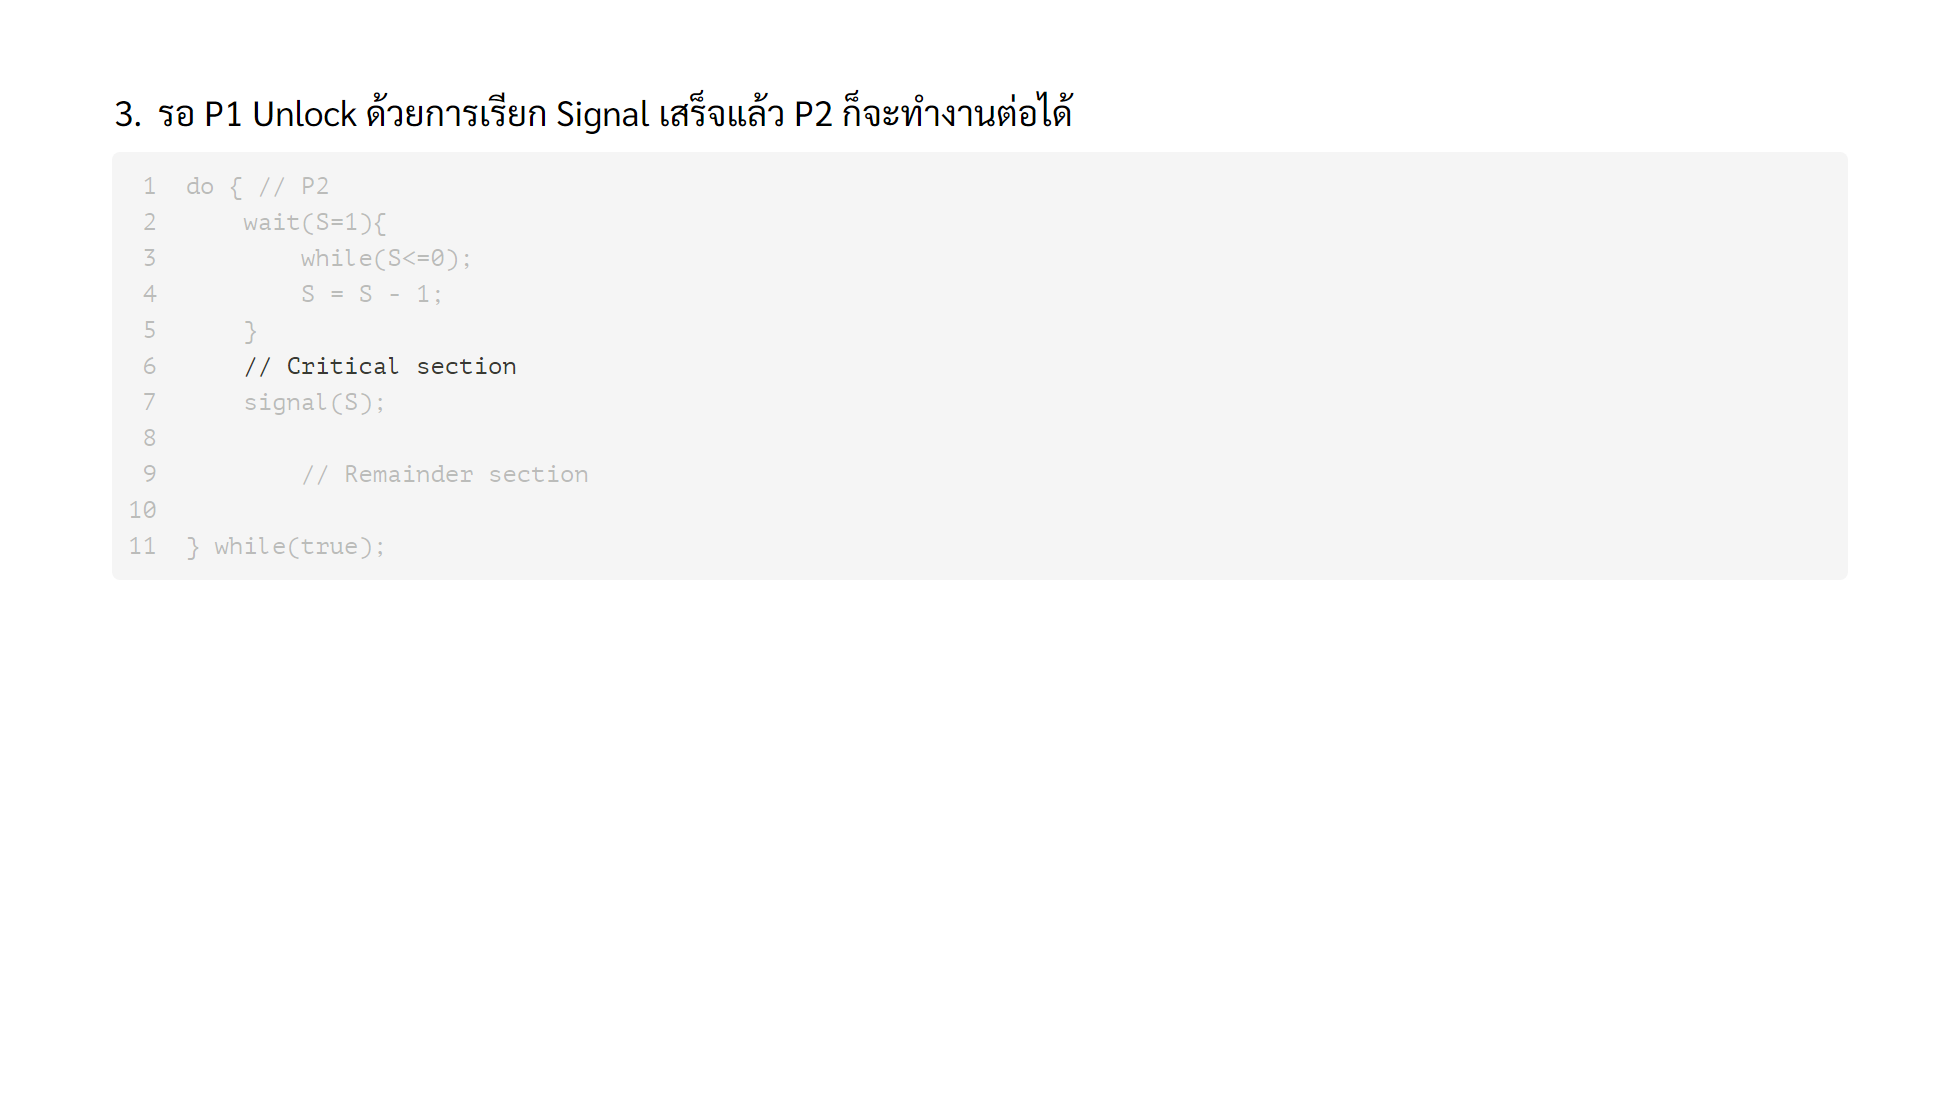 3. รอ P1 Unlock ด้วยการเรียก Signal เสร็จแล้ว P2 ก็จะทำงานต่อได้
1 do { // P2
2 wait(S=1){
3 while(S<=0);
4 S = S - 1;
5 }
6 // Critical section
7 signal(S);
8
9 // Remainder section
10
11 } while(true);